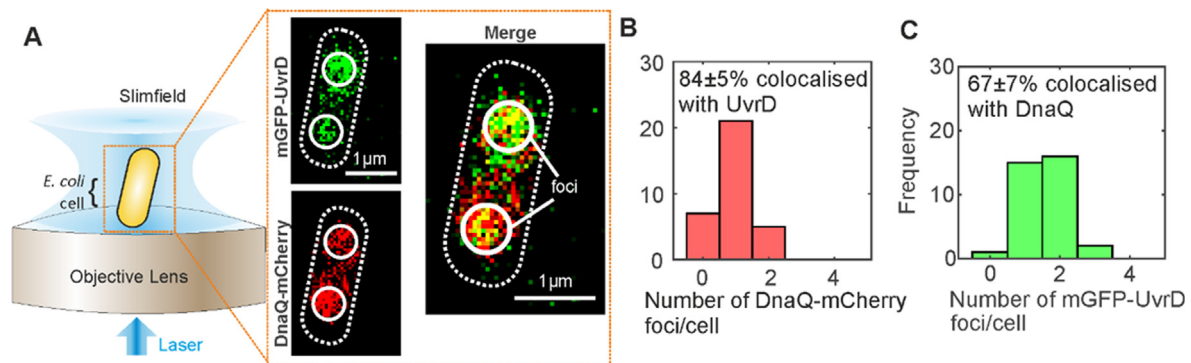 A
Slimfield
E. coli
cell
Objective Lens
Laser
mGFP-UvrD
1μm
DnaQ-mCherry
Merge
foci
1μm
B
30
20
10
0
84±5% colocalised
with UvrD
0
2
4
Number of DnaQ-mCherry
foci/cell
C
Frequency
30
20
10
0
67±7% colocalised
with DnaQ
0
2
4
Number of mGFP-UvrD
foci/cell